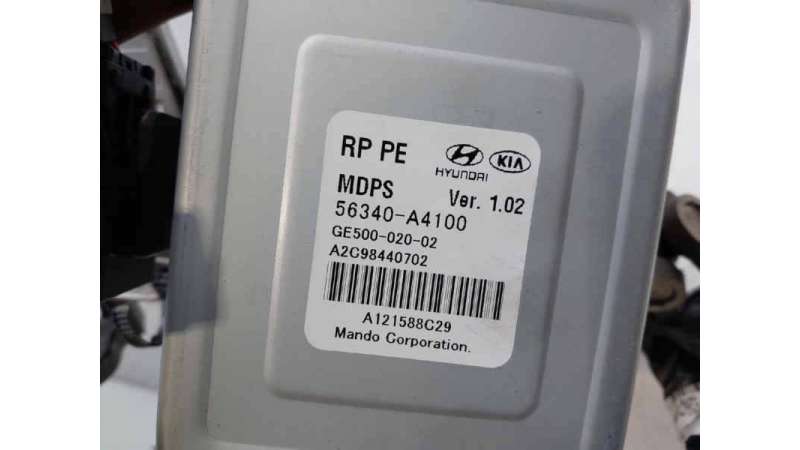 RP PE HYUNDAI KIA
MDPS Ver. 1.02
56340-A4100
GE500-020-02
A2C98440702
A121588C29
Mando Corporation.